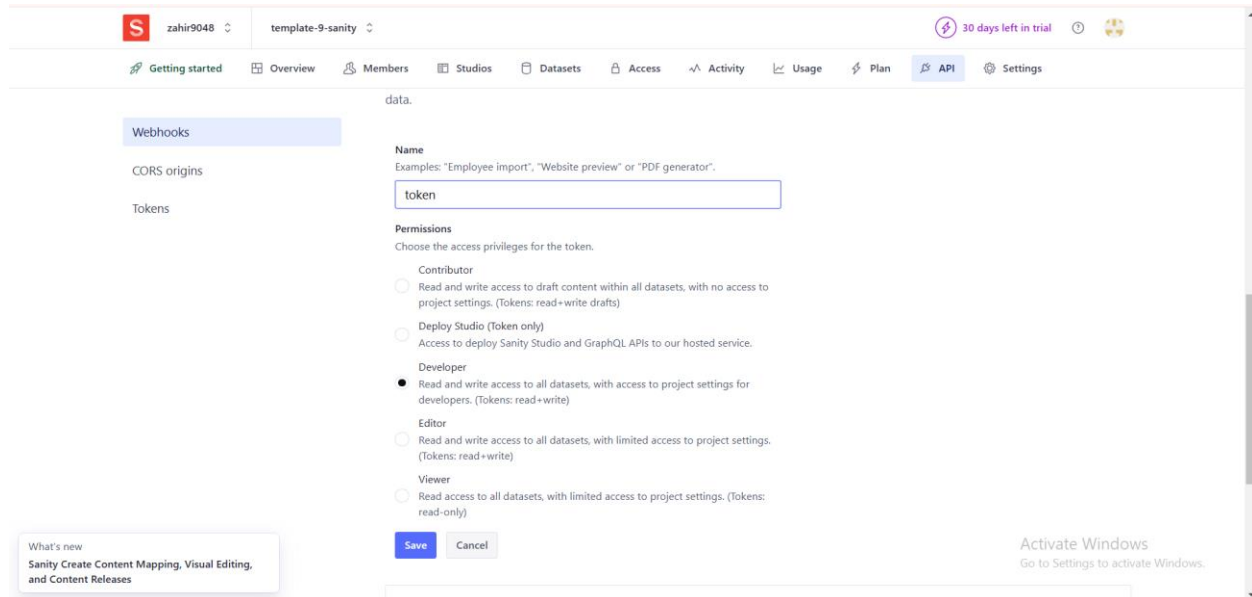 S zahir9048 template-9-sanity 30 days left in trial
Getting started Overview Members Studios Datasets Access Activity Usage Plan API Settings
data.
Webhooks
CORS origins
Tokens
Name
Examples: "Employee import", "Website preview" or "PDF generator".
token
Permissions
Choose the access privileges for the token.
Contributor
Read and write access to draft content within all datasets, with no access to
project settings. (Tokens: read+write drafts)
Deploy Studio (Token only)
Access to deploy Sanity Studio and GraphQL APIs to our hosted service.
Developer
Read and write access to all datasets, with access to project settings for
developers. (Tokens: read+write)
Editor
Read and write access to all datasets, with limited access to project settings.
(Tokens: read+write)
Viewer
Read access to all datasets, with limited access to project settings. (Tokens:
read-only)
Save Cancel
What's new
Sanity Create Content Mapping, Visual Editing,
and Content Releases
Activate Windows
Go to Settings to activate Windows.